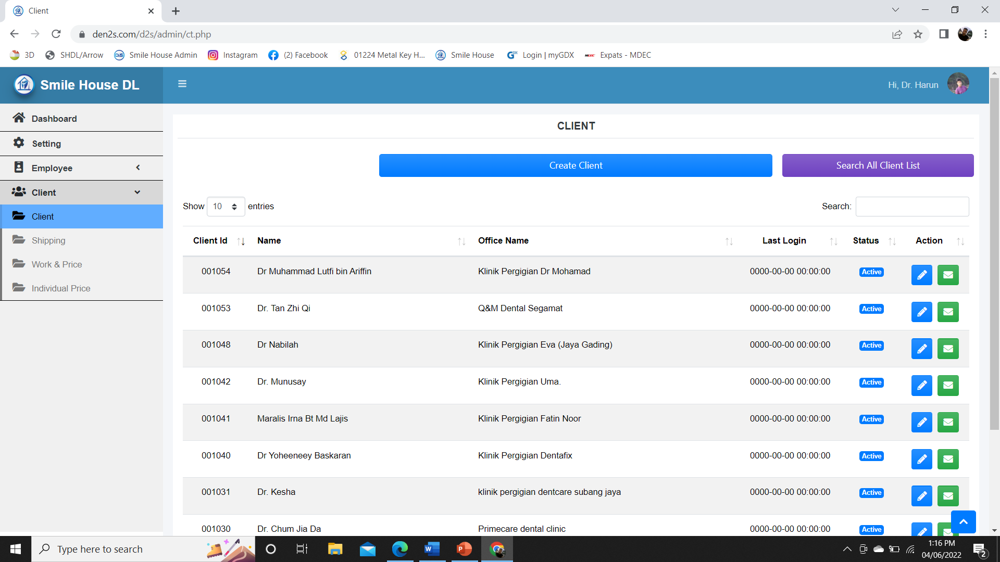 Client
den2s.com/d2s/admin/ct.php
3D SHDL/Arrow Smile House Admin Instagram (2) Facebook 01224 Metal Key H... Smile House Login | myGDX Expats - MDEC
Smile House DL
Hi, Dr. Harun
Dashboard
Setting
Employee
Client
Client
Shipping
Work & Price
Individual Price
CLIENT
Create Client Search All Client List
Show 10 entries Search:
Client Id Name Office Name Last Login Status Action
001054 Dr Muhammad Lutfi bin Ariffin Klinik Pergigian Dr Mohamad 0000-00-00 00:00:00 Active
001053 Dr. Tan Zhi Qi Q&M Dental Segamat 0000-00-00 00:00:00 Active
001048 Dr Nabilah Klinik Pergigian Eva (Jaya Gading) 0000-00-00 00:00:00 Active
001042 Dr. Munusay Klinik Pergigian Uma. 0000-00-00 00:00:00 Active
001041 Maralis Irna Bt Md Lajis Klinik Pergigian Fatin Noor 0000-00-00 00:00:00 Active
001040 Dr Yoheeneey Baskaran Klinik Pergigian Dentafix 0000-00-00 00:00:00 Active
001031 Dr. Kesha klinik pergigian dentcare subang jaya 0000-00-00 00:00:00 Active
001030 Dr. Chum Jia Da Primecare dental clinic 0000-00-00 00:00:00 Active
Type here to search
1:16 PM
04/06/2022
2